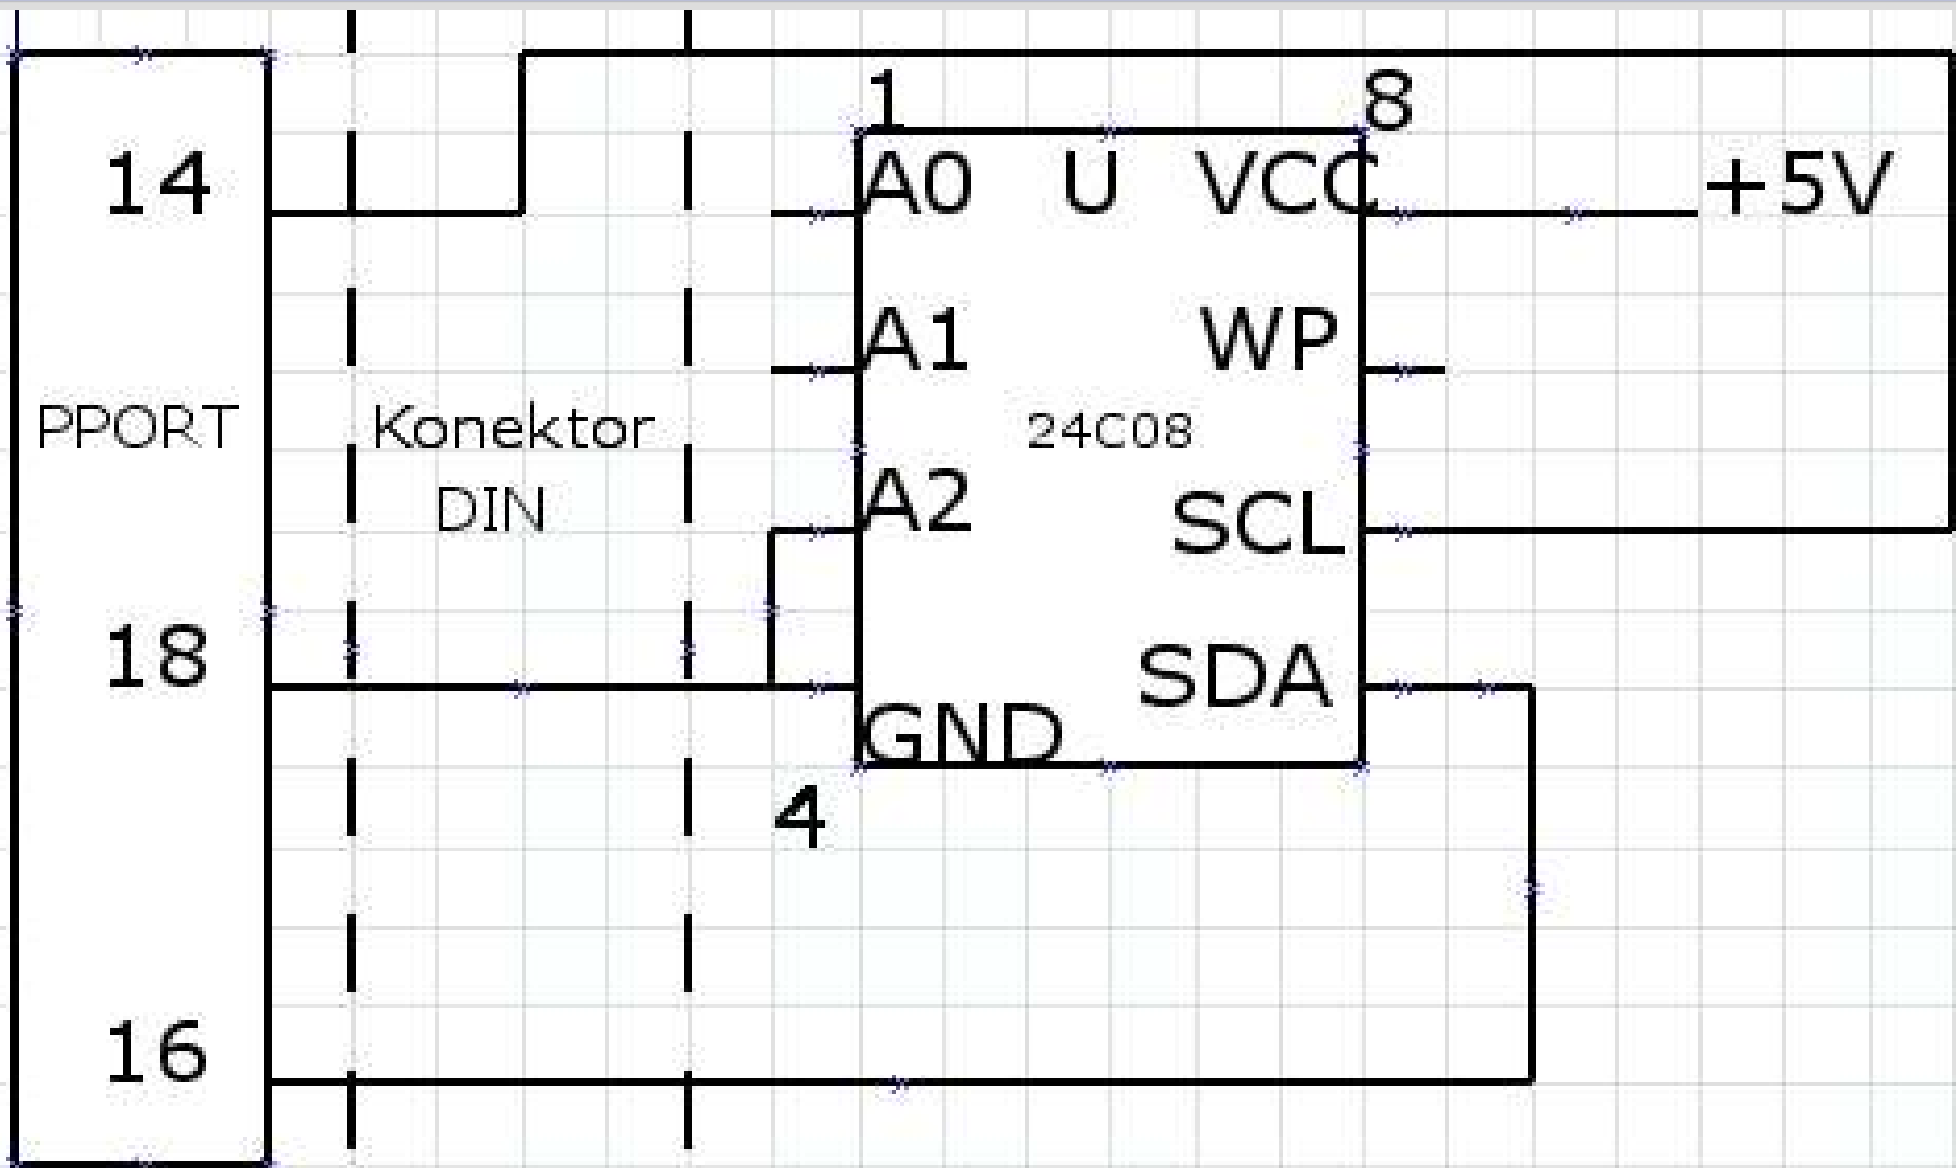 1 8
14 A0 U VCC +5V
A1 WP
PPORT Konektor 24C08
DIN A2 SCL
18 SDA
GND
4
16